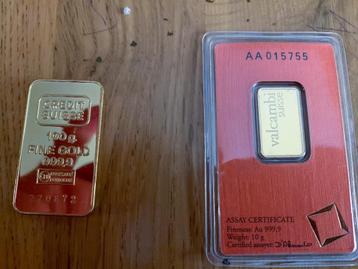 CREDIT
SUISSE
100g
FINE GOLD
999,9
AA 015755
valcambi
suisse
ASSAY CERTIFICATE
Fineness: Au 999,9
Weight: 10 g
Certified assayer: